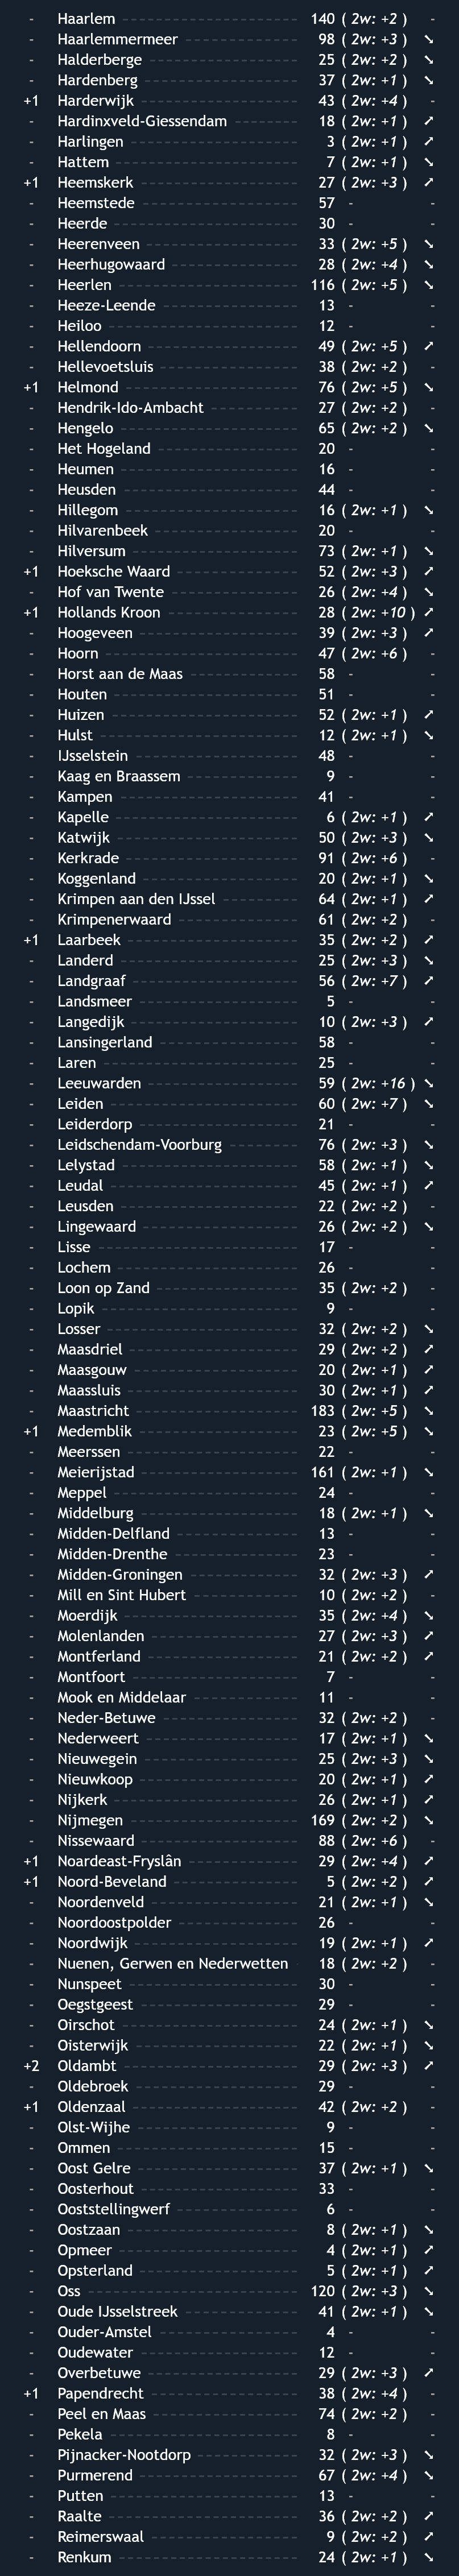 - Haarlem 140 ( 2w: +2 ) -
- Haarlemmermeer 98 ( 2w: +3 ) ➘
- Halderberge 25 ( 2w: +2 ) ➘
- Hardenberg 37 ( 2w: +1 ) ➘
+1 Harderwijk 43 ( 2w: +4 ) -
- Hardinxveld-Giessendam 18 ( 2w: +1 ) ➚
- Harlingen 3 ( 2w: +1 ) ➚
- Hattem 7 ( 2w: +1 ) ➘
+1 Heemskerk 27 ( 2w: +3 ) ➚
- Heemstede 57 - -
- Heerde 30 - -
- Heerenveen 33 ( 2w: +5 ) ➘
- Heerhugowaard 28 ( 2w: +4 ) ➘
- Heerlen 116 ( 2w: +5 ) ➘
- Heeze-Leende 13 - -
- Heiloo 12 - -
- Hellendoorn 49 ( 2w: +5 ) ➚
- Hellevoetsluis 38 ( 2w: +2 ) -
+1 Helmond 76 ( 2w: +5 ) ➘
- Hendrik-Ido-Ambacht 27 ( 2w: +2 ) -
- Hengelo 65 ( 2w: +2 ) ➘
- Het Hogeland 20 - -
- Heumen 16 - -
- Heusden 44 - -
- Hillegom 16 ( 2w: +1 ) ➘
- Hilvarenbeek 20 - -
- Hilversum 73 ( 2w: +1 ) ➘
+1 Hoeksche Waard 52 ( 2w: +3 ) ➚
- Hof van Twente 26 ( 2w: +4 ) ➘
+1 Hollands Kroon 28 ( 2w: +10 ) ➚
- Hoogeveen 39 ( 2w: +3 ) ➚
- Hoorn 47 ( 2w: +6 ) -
- Horst aan de Maas 58 - -
- Houten 51 - -
- Huizen 52 ( 2w: +1 ) ➚
- Hulst 12 ( 2w: +1 ) ➘
- IJsselstein 48 - -
- Kaag en Braassem 9 - -
- Kampen 41 - -
- Kapelle 6 ( 2w: +1 ) ➚
- Katwijk 50 ( 2w: +3 ) ➘
- Kerkrade 91 ( 2w: +6 ) -
- Koggenland 20 ( 2w: +1 ) ➘
- Krimpen aan den IJssel 64 ( 2w: +1 ) ➚
- Krimpenerwaard 61 ( 2w: +2 ) -
+1 Laarbeek 35 ( 2w: +2 ) ➚
- Landerd 25 ( 2w: +3 ) ➘
- Landgraaf 56 ( 2w: +7 ) ➚
- Landsmeer 5 - -
- Langedijk 10 ( 2w: +3 ) ➚
- Lansingerland 58 - -
- Laren 25 - -
- Leeuwarden 59 ( 2w: +16 ) ➘
- Leiden 60 ( 2w: +7 ) ➘
- Leiderdorp 21 - -
- Leidschendam-Voorburg 76 ( 2w: +3 ) ➘
- Lelystad 58 ( 2w: +1 ) ➘
- Leudal 45 ( 2w: +1 ) ➚
- Leusden 22 ( 2w: +2 ) -
- Lingewaard 26 ( 2w: +2 ) ➘
- Lisse 17 - -
- Lochem 26 - -
- Loon op Zand 35 ( 2w: +2 ) -
- Lopik 9 - -
- Losser 32 ( 2w: +2 ) ➘
- Maasdriel 29 ( 2w: +2 ) ➚
- Maasgouw 20 ( 2w: +1 ) ➚
- Maassluis 30 ( 2w: +1 ) ➚
- Maastricht 183 ( 2w: +5 ) ➘
+1 Medemblik 23 ( 2w: +5 ) ➘
- Meerssen 22 - -
- Meierijstad 161 ( 2w: +1 ) ➘
- Meppel 24 - -
- Middelburg 18 ( 2w: +1 ) ➘
- Midden-Delfland 13 - -
- Midden-Drenthe 23 - -
- Midden-Groningen 32 ( 2w: +3 ) ➚
- Mill en Sint Hubert 10 ( 2w: +2 ) -
- Moerdijk 35 ( 2w: +4 ) ➘
- Molenlanden 27 ( 2w: +3 ) ➚
- Montferland 21 ( 2w: +2 ) ➚
- Montfoort 7 - -
- Mook en Middelaar 11 - -
- Neder-Betuwe 32 ( 2w: +2 ) -
- Nederweert 17 ( 2w: +1 ) ➘
- Nieuwegein 25 ( 2w: +3 ) ➘
- Nieuwkoop 20 ( 2w: +1 ) ➚
- Nijkerk 26 ( 2w: +1 ) ➚
- Nijmegen 169 ( 2w: +2 ) ➘
- Nissewaard 88 ( 2w: +6 ) -
+1 Noardeast-Fryslân 29 ( 2w: +4 ) ➚
+1 Noord-Beveland 5 ( 2w: +2 ) ➚
- Noordenveld 21 ( 2w: +1 ) ➘
- Noordoostpolder 26 - -
- Noordwijk 19 ( 2w: +1 ) ➚
- Nuenen, Gerwen en Nederwetten 18 ( 2w: +2 ) -
- Nunspeet 30 - -
- Oegstgeest 29 - -
- Oirschot 24 ( 2w: +1 ) ➘
- Oisterwijk 22 ( 2w: +1 ) ➘
+2 Oldambt 29 ( 2w: +3 ) ➚
- Oldebroek 29 - -
+1 Oldenzaal 42 ( 2w: +2 ) -
- Olst-Wijhe 9 - -
- Ommen 15 - -
- Oost Gelre 37 ( 2w: +1 ) ➘
- Oosterhout 33 - -
- Ooststellingwerf 6 - -
- Oostzaan 8 ( 2w: +1 ) ➘
- Opmeer 4 ( 2w: +1 ) ➚
- Opsterland 5 ( 2w: +1 ) ➚
- Oss 120 ( 2w: +3 ) ➘
- Oude IJsselstreek 41 ( 2w: +1 ) ➘
- Ouder-Amstel 4 - -
- Oudewater 12 - -
- Overbetuwe 29 ( 2w: +3 ) ➚
+1 Papendrecht 38 ( 2w: +4 ) -
- Peel en Maas 74 ( 2w: +2 ) -
- Pekela 8 - -
- Pijnacker-Nootdorp 32 ( 2w: +3 ) ➘
- Purmerend 67 ( 2w: +4 ) ➘
- Putten 13 - -
- Raalte 36 ( 2w: +2 ) ➚
- Reimerswaal 9 ( 2w: +2 ) ➚
- Renkum 24 ( 2w: +1 ) ➘